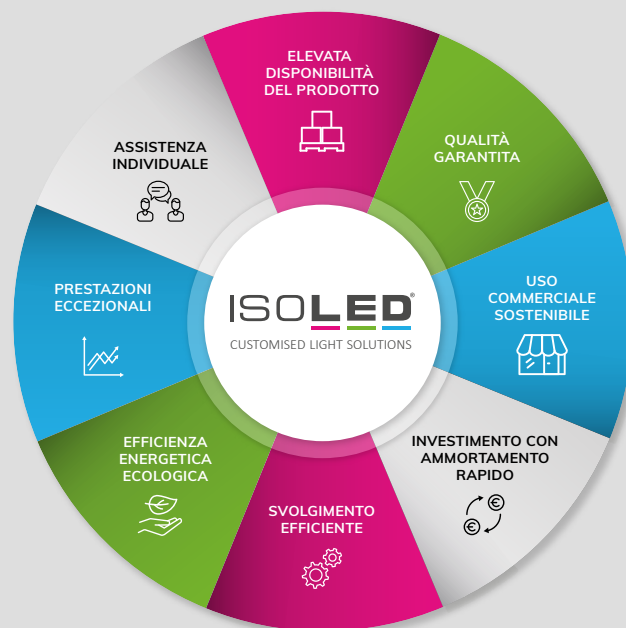 ELEVATA
DISPONIBILITÀ
DEL PRODOTTO
QUALITÀ
GARANTITA
USO
COMMERCIALE
SOSTENIBILE
INVESTIMENTO CON
AMMORTAMENTO
RAPIDO
SVOLGIMENTO
EFFICIENTE
EFFICIENZA
ENERGETICA
ECOLOGICA
PRESTAZIONI
ECCEZIONALI
ASSISTENZA
INDIVIDUALE
ISOLED®
CUSTOMISED LIGHT SOLUTIONS